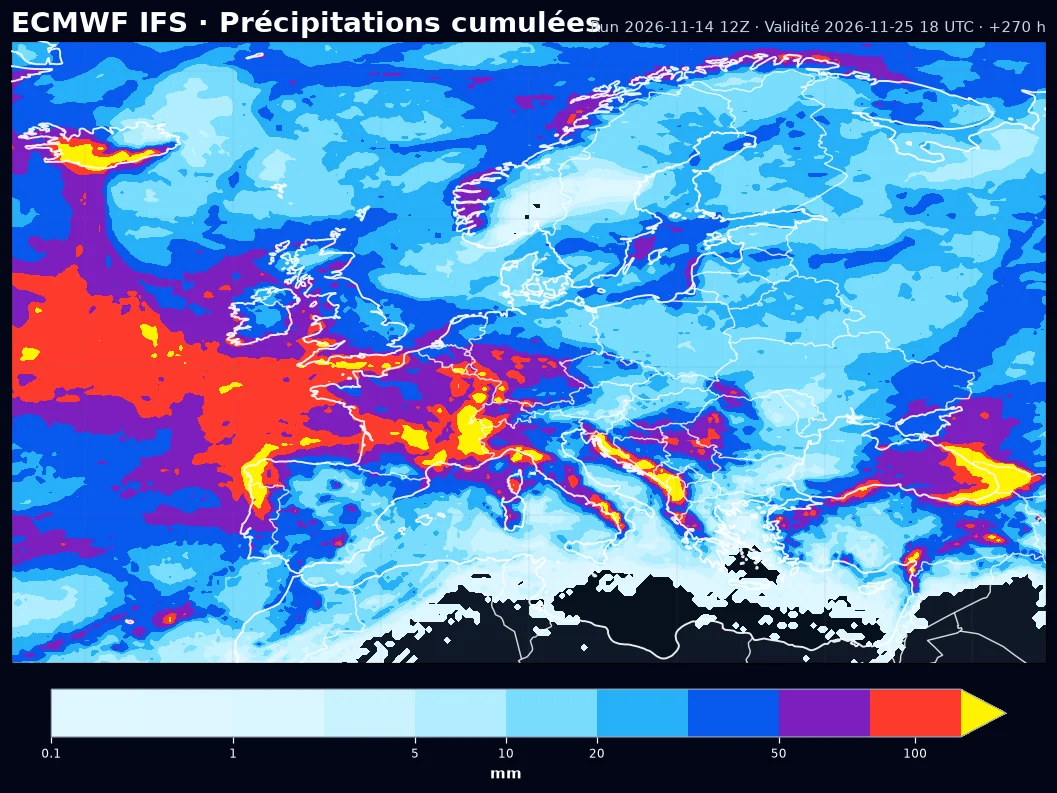 ECMWF IFS · Précipitations cumulées
Run 2026-11-14 12Z · Validité 2026-11-25 18 UTC · +270 h
0.1 1 5 10 20 50 100
mm